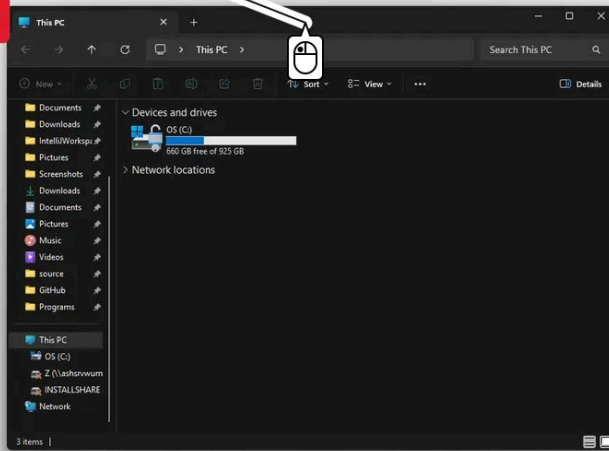 This PC
This PC
Search This PC
New
Sort
View
Details
Documents
Downloads
IntelliJWorkspa
Pictures
Screenshots
Downloads
Documents
Pictures
Music
Videos
source
GitHub
Programs
This PC
OS (C:)
Z (\\ashsrvwum
INSTALLSHARE
Network
Devices and drives
OS (C:)
660 GB free of 925 GB
Network locations
3 items